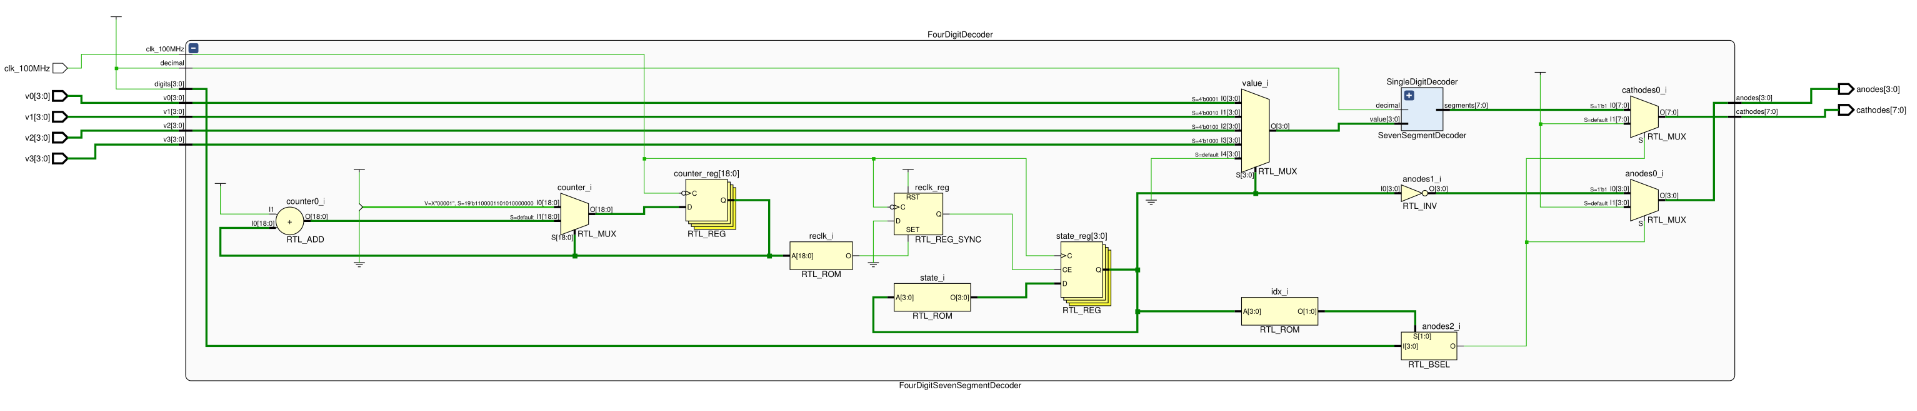 FourDigitDecoder
clk_100MHz
clk_100MHz
decimal
digits[3:0]
v0[3:0]
v0[3:0]
v1[3:0]
v1[3:0]
v2[3:0]
v2[3:0]
v3[3:0]
v3[3:0]
value_i
S=4'b0001 I0[3:0]
S=4'b0010 I1[3:0]
S=4'b0100 I2[3:0]
S=4'b1000 I3[3:0]
S=default I4[3:0]
O[3:0]
S[3:0]
RTL_MUX
SingleDigitDecoder
decimal
value[3:0]
segments[7:0]
SevenSegmentDecoder
cathodes0_i
S=1'b1 I0[7:0]
S=default I1[7:0]
O[7:0]
S
RTL_MUX
anodes[3:0]
anodes[3:0]
cathodes[7:0]
cathodes[7:0]
counter0_i
I1
I0[18:0]
+
O[18:0]
RTL_ADD
counter_i
V=X"00001", S=19'b1100001101010000000 I0[18:0]
S=default I1[18:0]
O[18:0]
S[18:0]
RTL_MUX
counter_reg[18:0]
C
D
Q
RTL_REG
reclk_i
A[18:0]
O
RTL_ROM
reclk_reg
RST
C
D
Q
SET
RTL_REG_SYNC
state_i
A[3:0]
O[3:0]
RTL_ROM
state_reg[3:0]
C
CE
D
Q
RTL_REG
anodes1_i
I0[3:0]
O[3:0]
RTL_INV
anodes0_i
S=1'b1 I0[3:0]
S=default I1[3:0]
O[3:0]
S
RTL_MUX
idx_i
A[3:0]
O[1:0]
RTL_ROM
anodes2_i
S[1:0]
I[3:0]
O
RTL_BSEL
FourDigitSevenSegmentDecoder